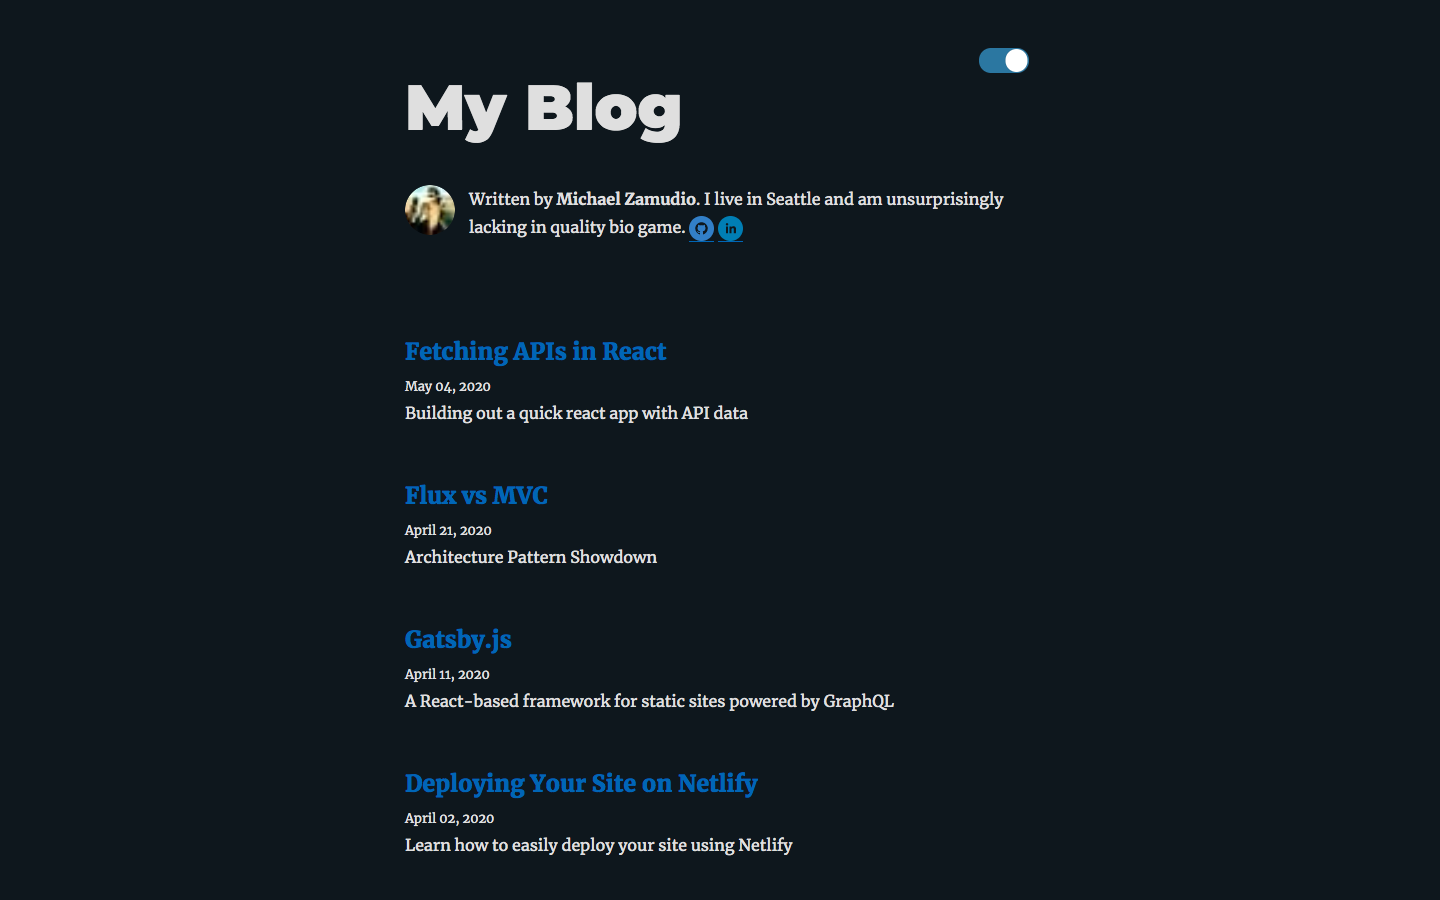 My Blog
Written by Michael Zamudio. I live in Seattle and am unsurprisingly
lacking in quality bio game. in
Fetching APIs in React
May 04, 2020
Building out a quick react app with API data
Flux vs MVC
April 21, 2020
Architecture Pattern Showdown
Gatsby.js
April 11, 2020
A React-based framework for static sites powered by GraphQL
Deploying Your Site on Netlify
April 02, 2020
Learn how to easily deploy your site using Netlify